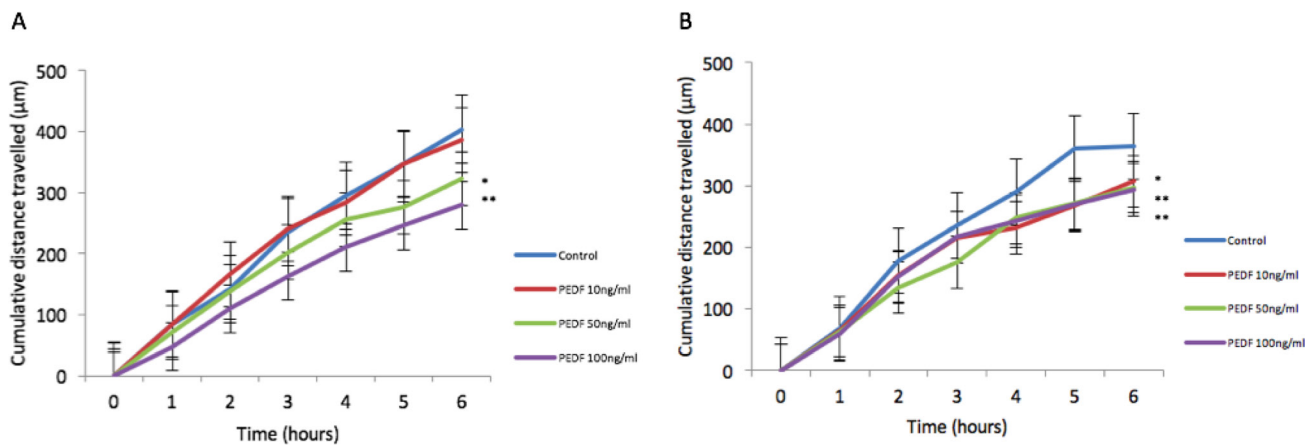 A
Cumulative distance travelled (µm)
500
400
300
200
100
0
0 1 2 3 4 5 6
Time (hours)
*
**
Control
PEDF 10ng/ml
PEDF 50ng/ml
PEDF 100ng/ml
B
Cumulative distance travelled (µm)
500
400
300
200
100
0
0 1 2 3 4 5 6
Time (hours)
*
**
**
Control
PEDF 10ng/ml
PEDF 50ng/ml
PEDF 100ng/ml